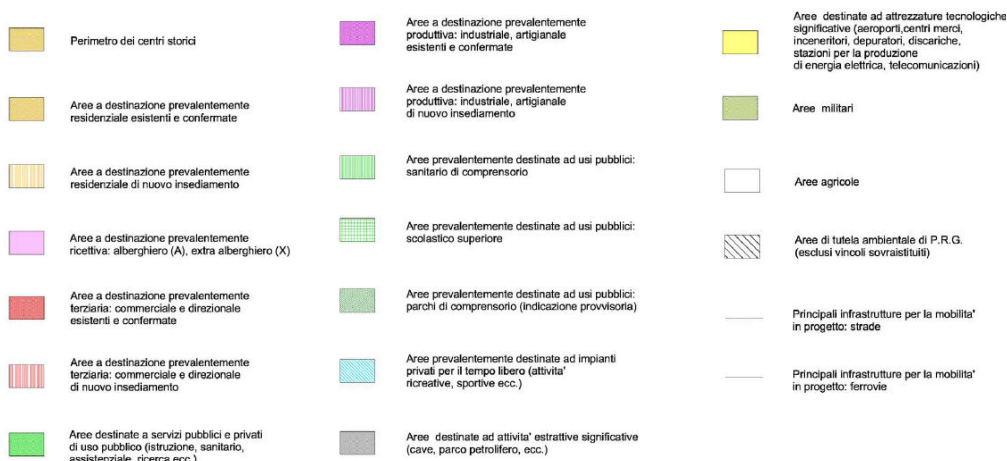 Perimetro dei centri storici
Aree a destinazione prevalentemente
residenziale esistenti e confermate
Aree a destinazione prevalentemente
residenziale di nuovo insediamento
Aree a destinazione prevalentemente
ricettiva: alberghiero (A), extra alberghiero (X)
Aree a destinazione prevalentemente
terziaria: commerciale e direzionale
esistenti e confermate
Aree a destinazione prevalentemente
terziaria: commerciale e direzionale
di nuovo insediamento
Aree destinate a servizi pubblici e privati
di uso pubblico (istruzione, sanitario,
assistenziale, ricerca ecc.)
Aree a destinazione prevalentemente
produttiva: industriale, artigianale
esistenti e confermate
Aree a destinazione prevalentemente
produttiva: industriale, artigianale
di nuovo insediamento
Aree prevalentemente destinate ad usi pubblici:
sanitario di comprensorio
Aree prevalentemente destinate ad usi pubblici:
scolastico superiore
Aree prevalentemente destinate ad usi pubblici:
parchi di comprensorio (indicazione provvisoria)
Aree prevalentemente destinate ad impianti
privati per il tempo libero (attivita'
ricreative, sportive ecc.)
Aree destinate ad attivita' estrattive significative
(cave, parco petrolifero, ecc.)
Aree destinate ad attrezzature tecnologiche
significative (aeroporti,centri merci,
inceneritori, depuratori, discariche,
stazioni per la produzione
di energia elettrica, telecomunicazioni)
Aree militari
Aree agricole
Aree di tutela ambientale di P.R.G.
(esclusi vincoli sovraistituiti)
Principali infrastrutture per la mobilita'
in progetto: strade
Principali infrastrutture per la mobilita'
in progetto: ferrovie